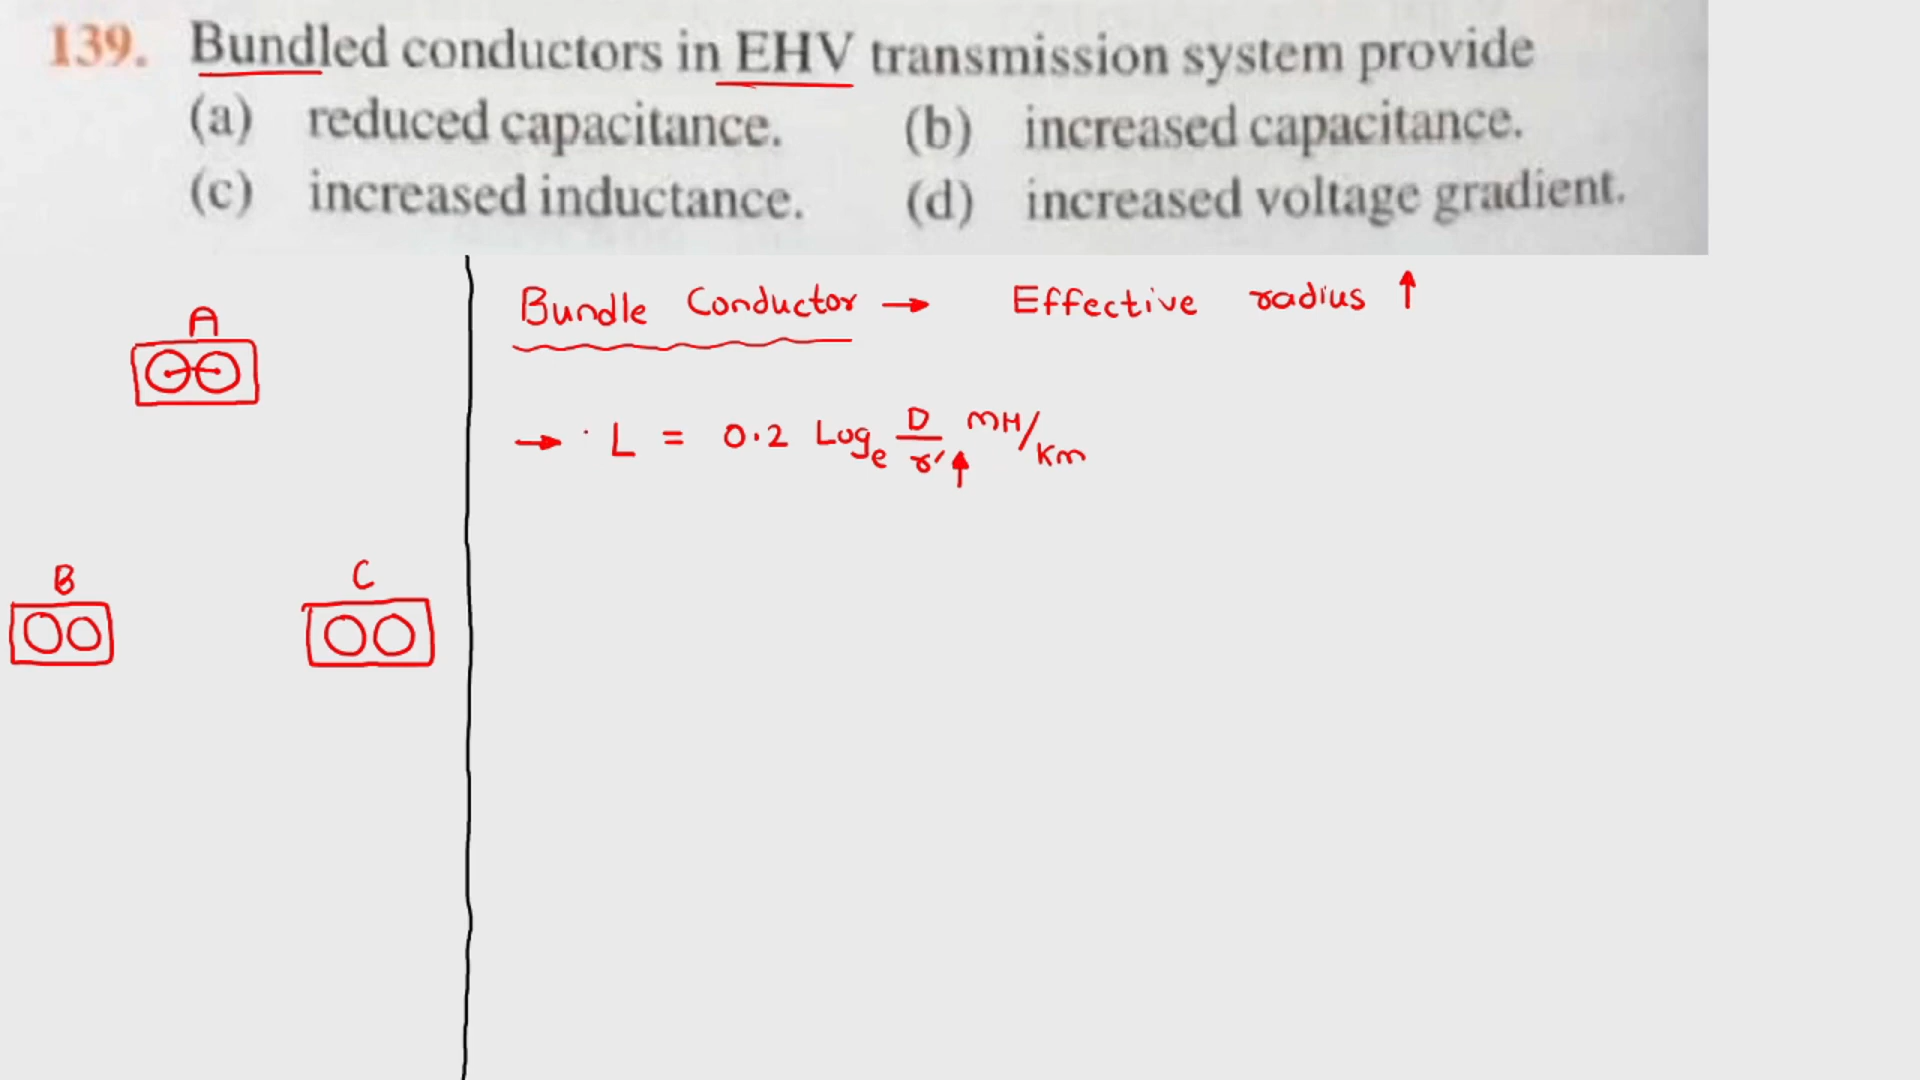 139. Bundled conductors in EHV transmission system provide
(a) reduced capacitance. (b) increased capacitance.
(c) increased inductance. (d) increased voltage gradient.
Bundle Conductor → Effective radius ↑
A
→ L = 0.2 Loge D/r' ↑ mH/Km
B C